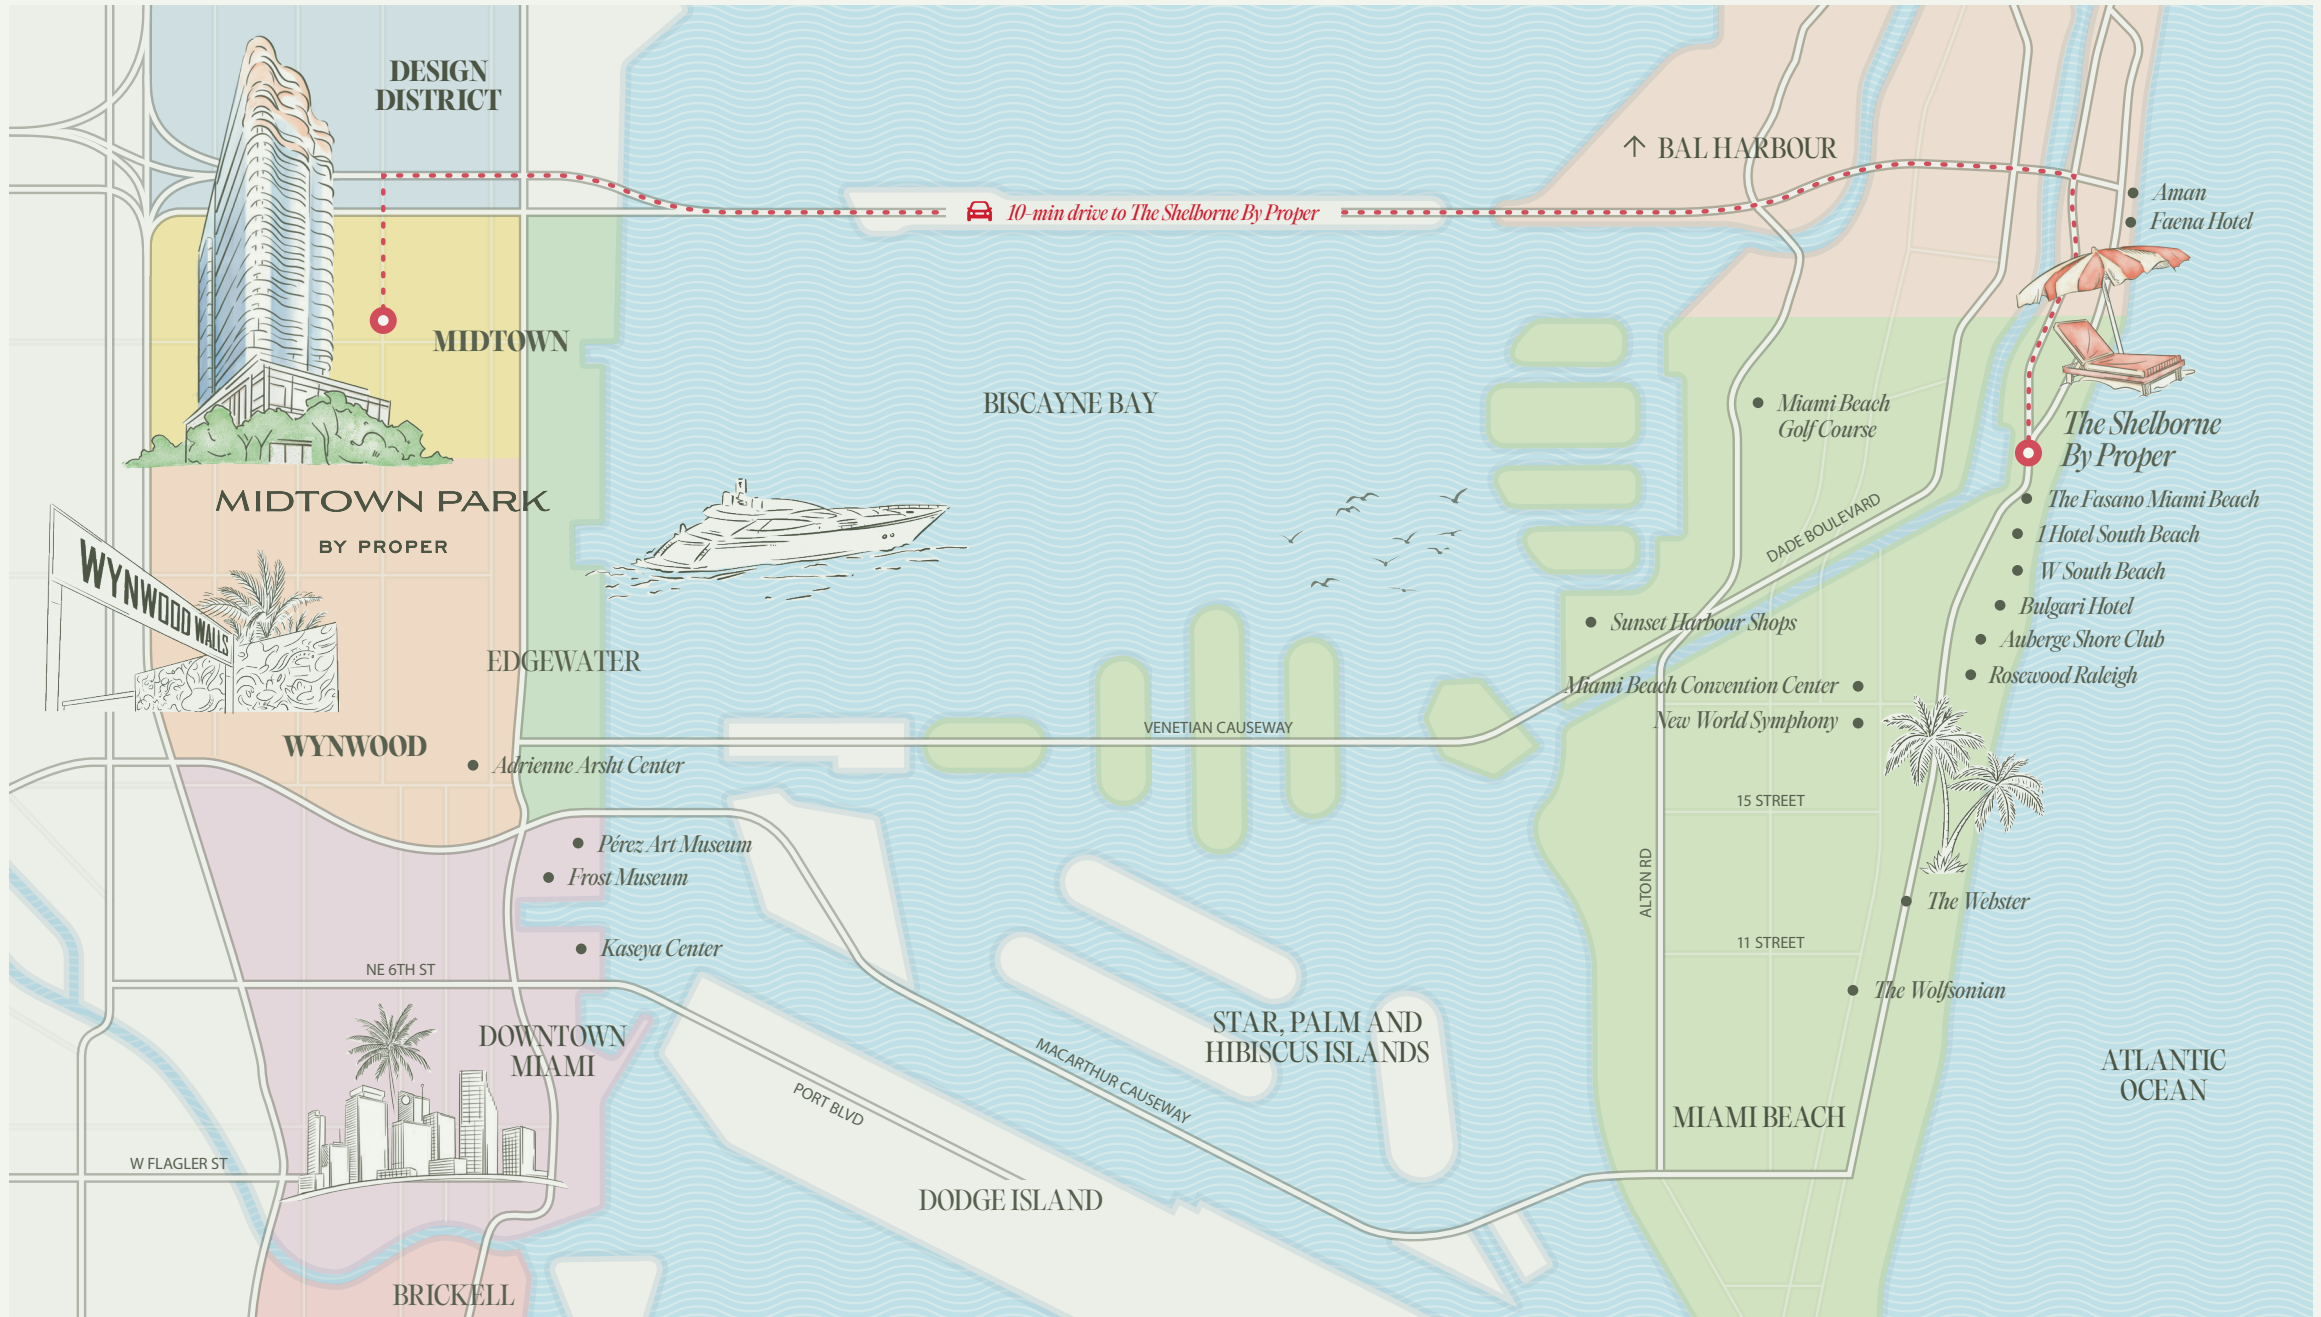 DESIGN
DISTRICT
↑ BAL HARBOUR
Aman
10-min drive to The Shelborne By Proper
Faena Hotel
MIDTOWN
BISCAYNE BAY
Miami Beach
Golf Course
The Shelborne
By Proper
MIDTOWN PARK
BY PROPER
The Fasano Miami Beach
DADE BOULEVARD
1 Hotel South Beach
W South Beach
WYNWOOD WALLS
Bulgari Hotel
Sunset Harbour Shops
Auberge Shore Club
EDGEWATER
Rosewood Raleigh
Miami Beach Convention Center
New World Symphony
VENETIAN CAUSEWAY
WYNWOOD
Adrienne Arsht Center
15 STREET
Pérez Art Museum
Frost Museum
ALTON RD
The Webster
Kaseya Center
11 STREET
NE 6TH ST
The Wolfsonian
DOWNTOWN
MIAMI
STAR, PALM AND
HIBISCUS ISLANDS
MACARTHUR CAUSEWAY
PORT BLVD
ATLANTIC
OCEAN
MIAMI BEACH
W FLAGLER ST
DODGE ISLAND
BRICKELL